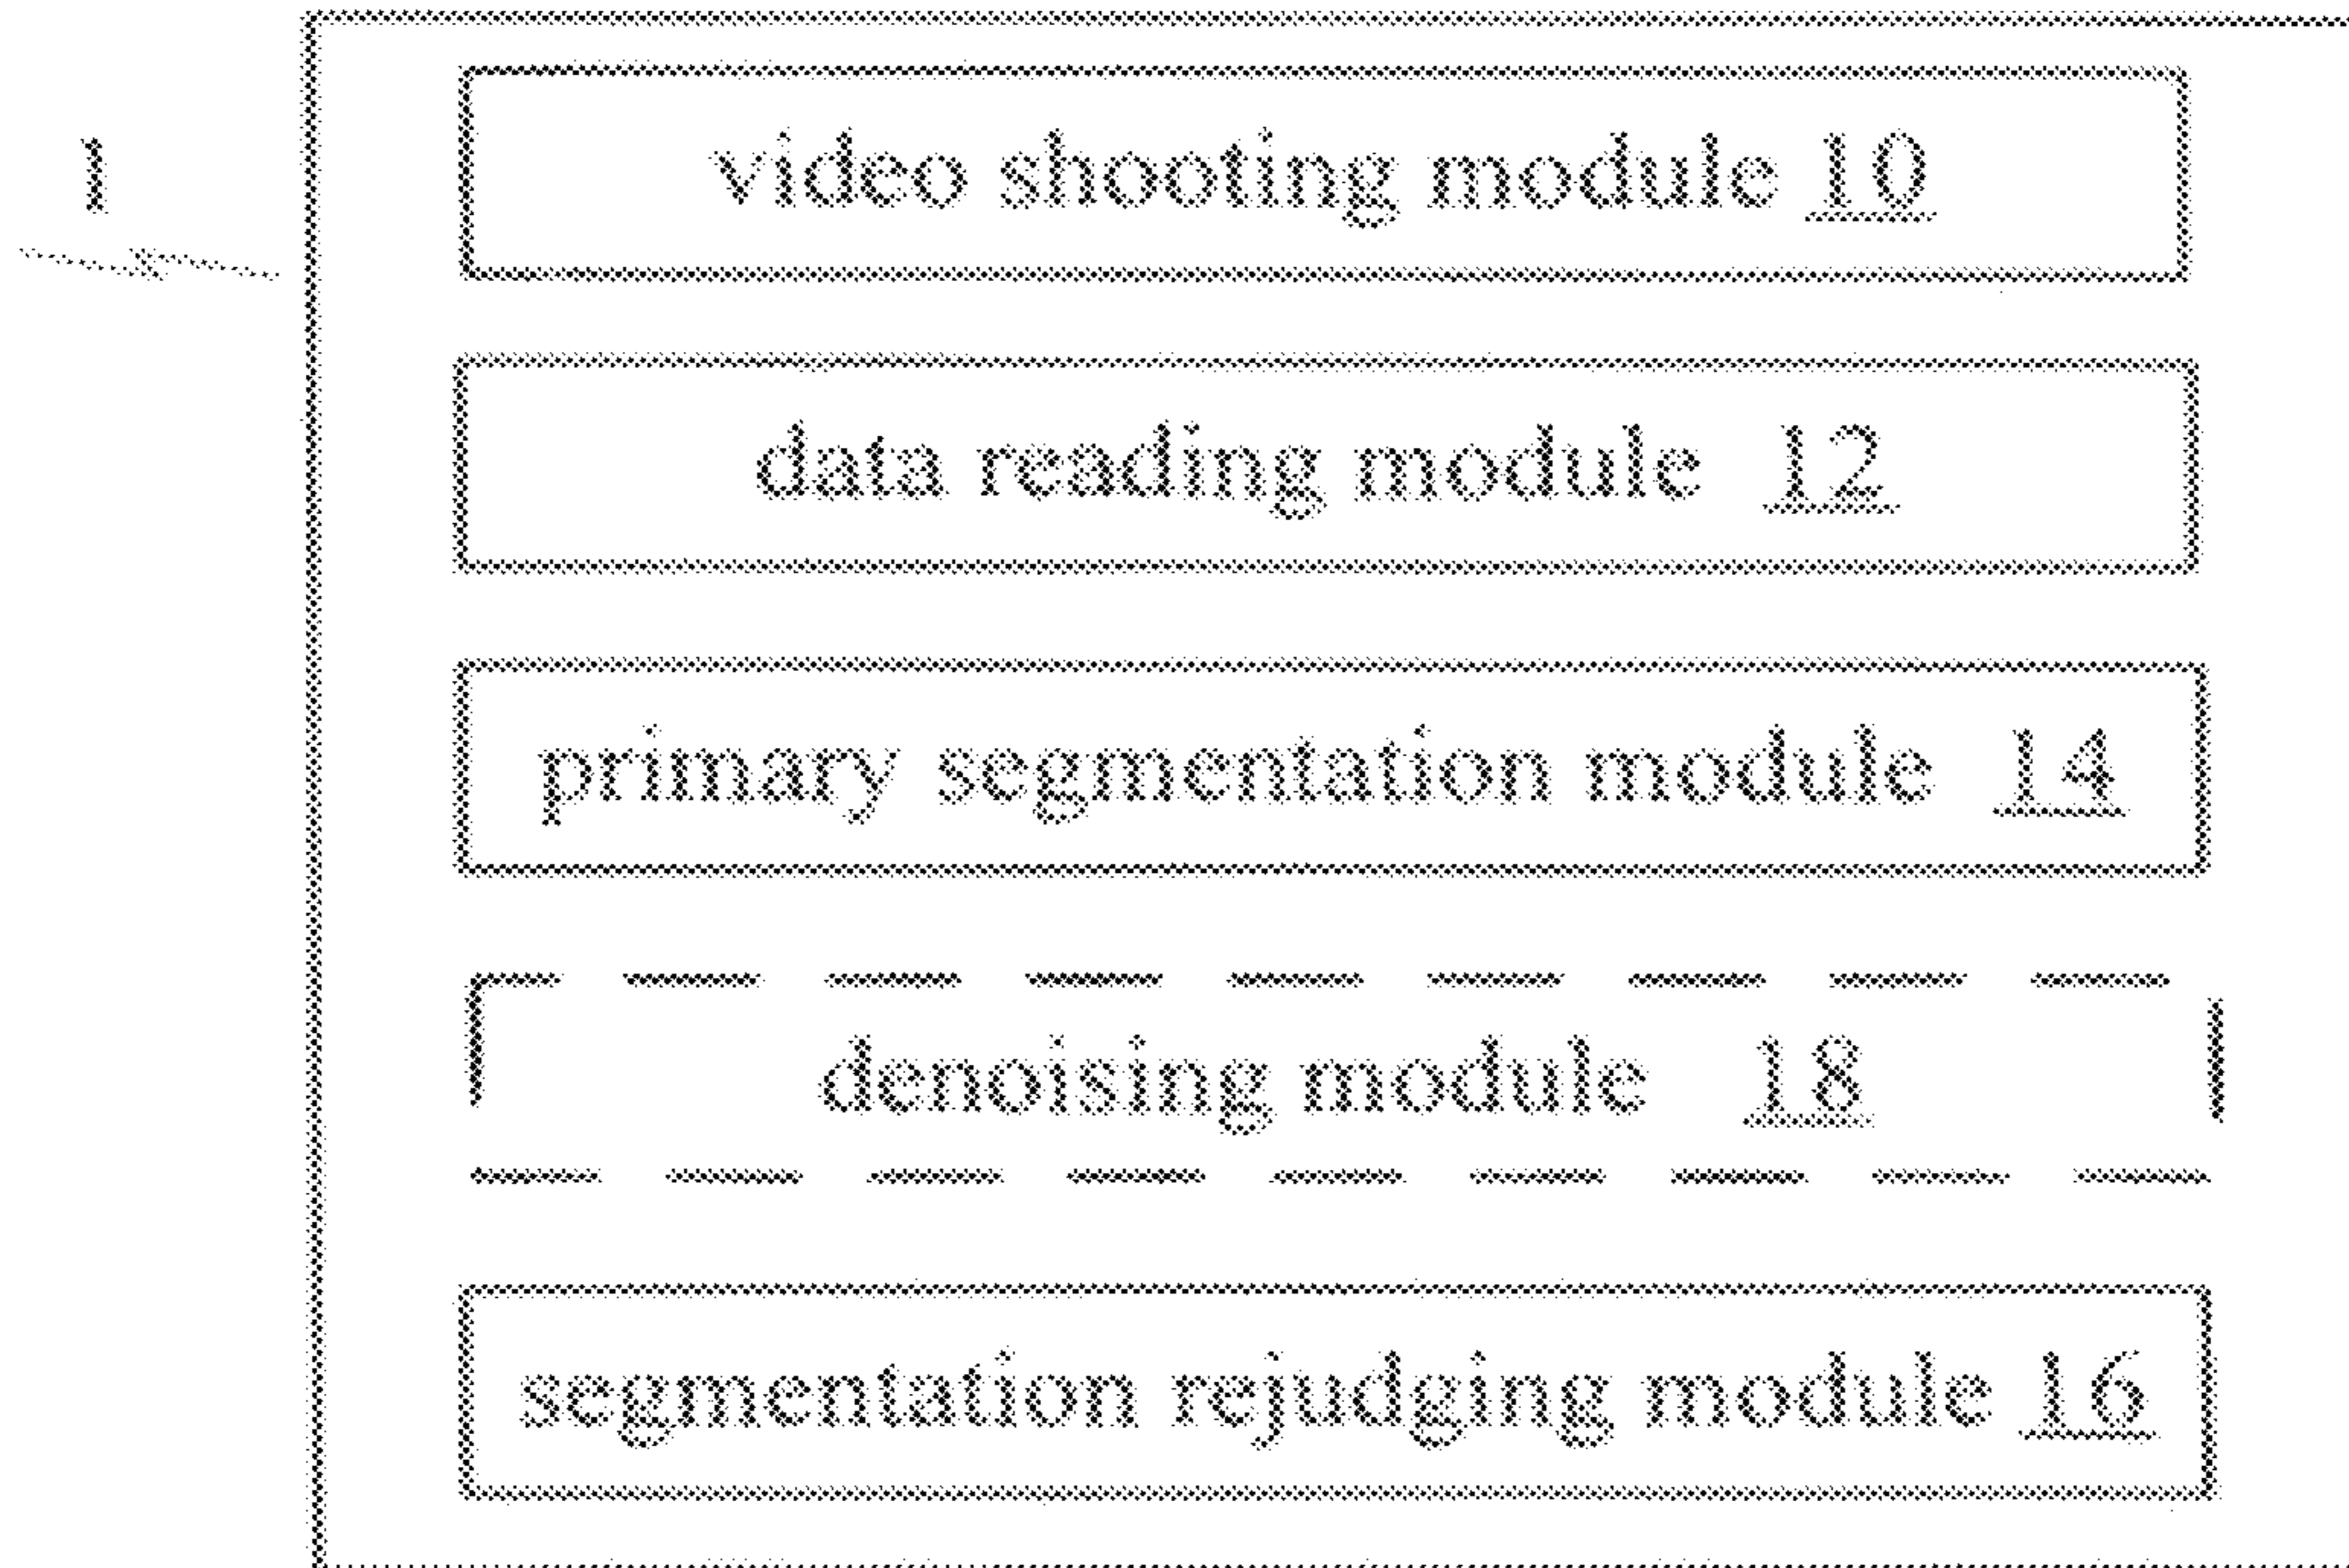 1
video shooting module 10
data reading module 12
primary segmentation module 14
denoising module 18
segmentation rejudging module 16